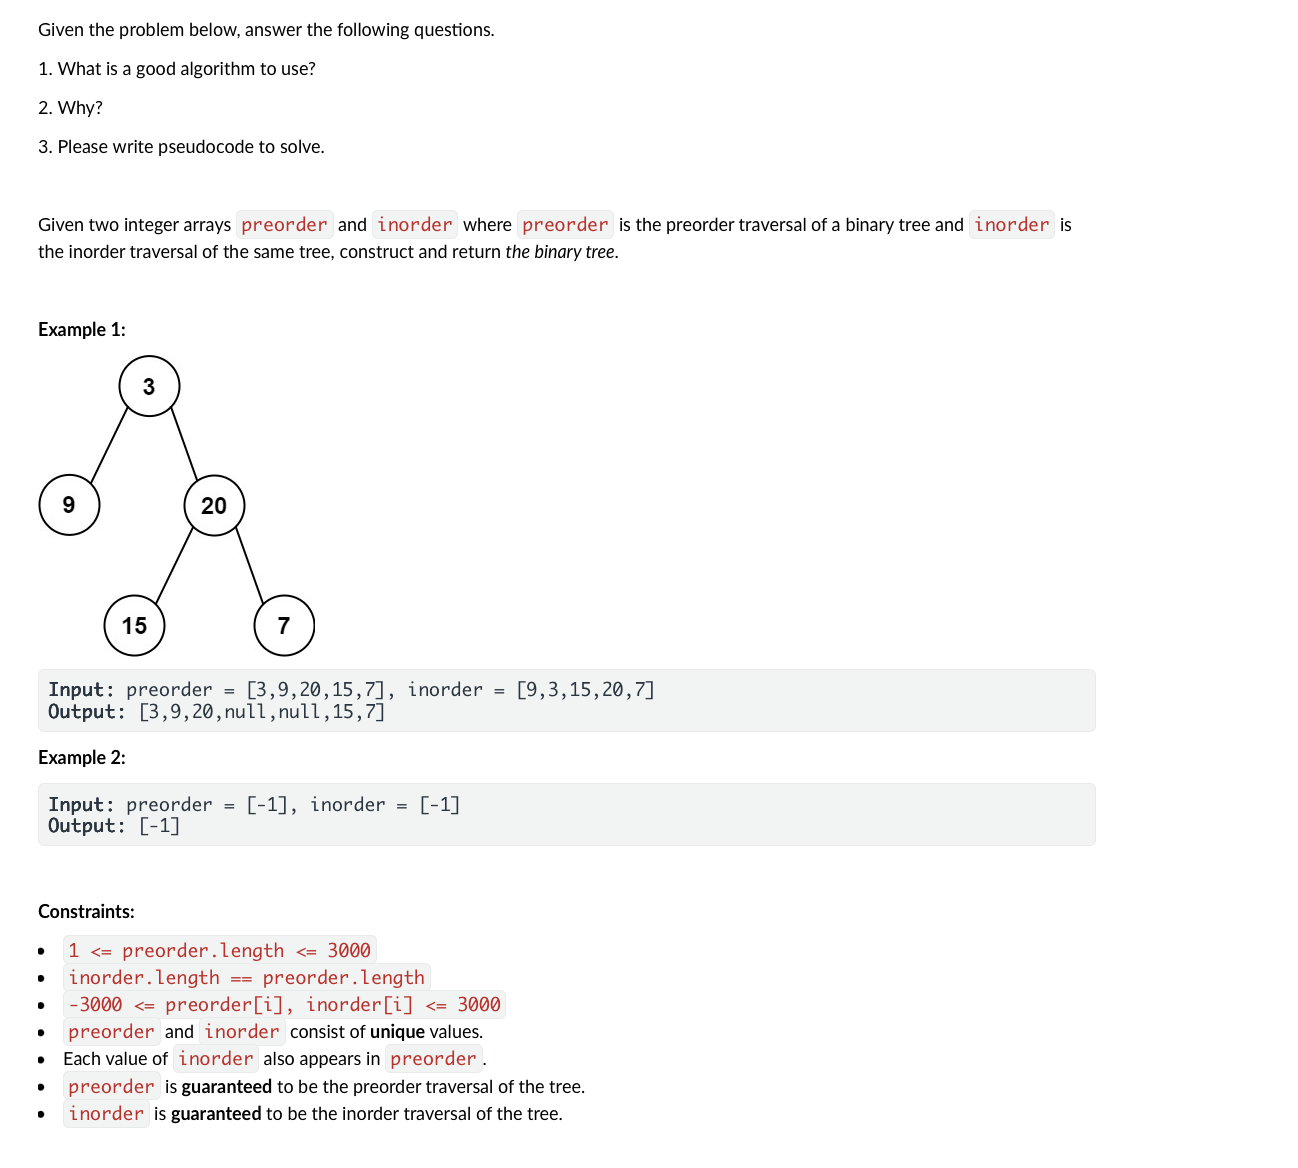 Given the problem below, answer the following questions.
1. What is a good algorithm to use?
2. Why?
3. Please write pseudocode to solve.
Given two integer arrays preorder and inorder where preorder is the preorder traversal of a binary tree and inorder is
the inorder traversal of the same tree, construct and return the binary tree.
Example 1:
3
9 20
15 7
Input: preorder = [3,9,20,15,7], inorder = [9,3,15,20,7]
Output: [3,9,20,null,null,15,7]
Example 2:
Input: preorder = [-1], inorder = [-1]
Output: [-1]
Constraints:
• 1 <= preorder.length <= 3000
• inorder.length == preorder.length
• -3000 <= preorder[i], inorder[i] <= 3000
• preorder and inorder consist of unique values.
• Each value of inorder also appears in preorder.
• preorder is guaranteed to be the preorder traversal of the tree.
• inorder is guaranteed to be the inorder traversal of the tree.